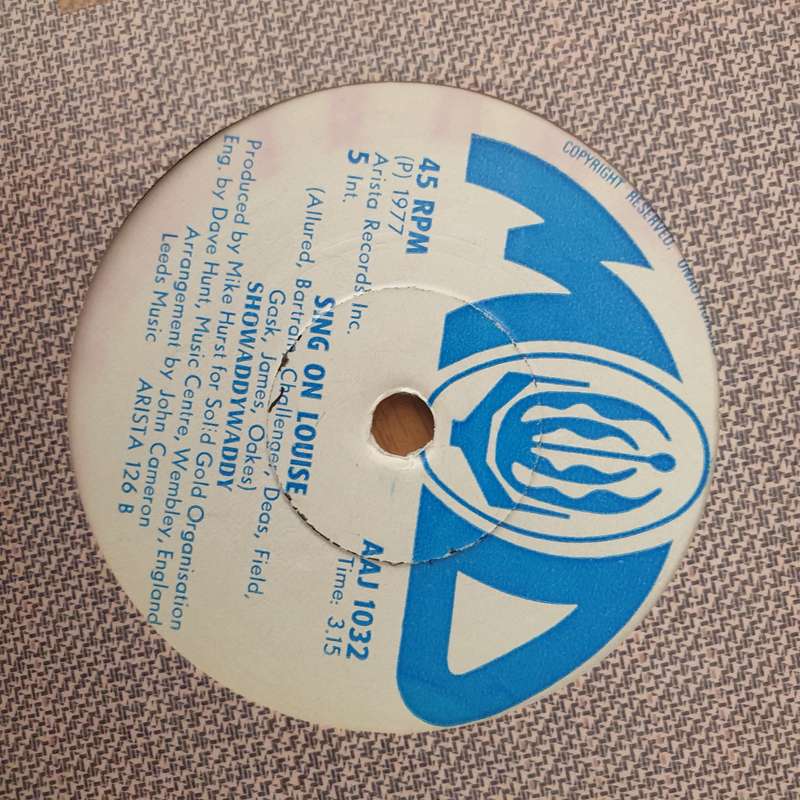 COPYRIGHT RESERVED.
45 RPM
(P) 1977
Arista Records Inc.
5 Int.
AAJ 1032
Time: 3.15
SING ON LOUISE
(Allured, Bartram, Challenger, Deas, Field,
Gask, James, Oakes)
SHOWADDYWADDY
Produced by Mike Hurst for Solid Gold Organisation
Eng. by Dave Hunt, Music Centre, Wembley, England
Arrangement by John Cameron
Leeds Music ARISTA 126 B